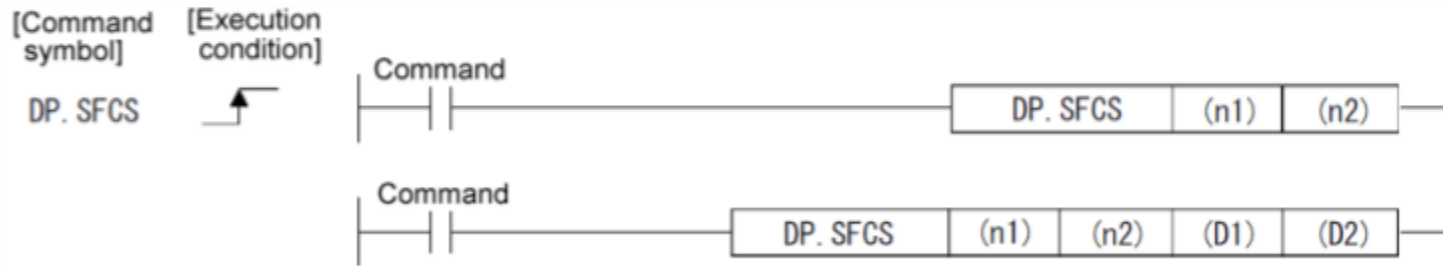 [Command symbol]
[Execution condition]
DP. SFCS
Command
DP. SFCS (n1) (n2)
Command
DP. SFCS (n1) (n2) (D1) (D2)